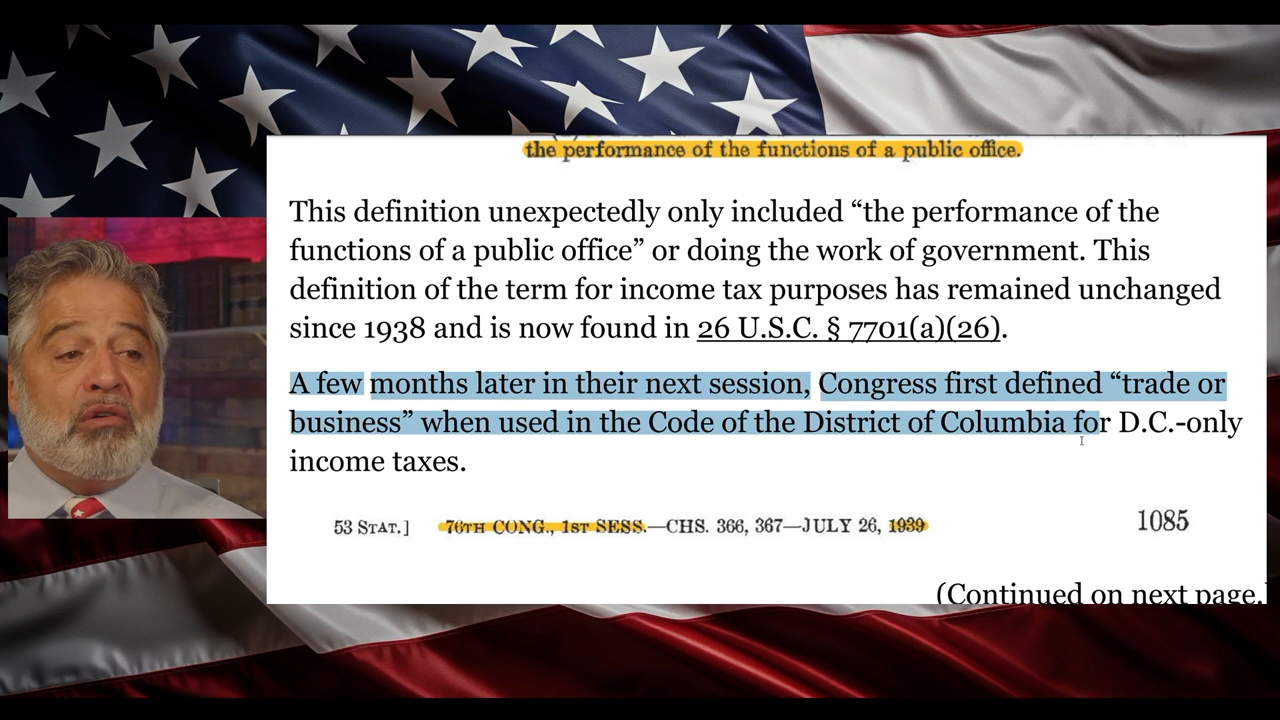 the performance of the functions of a public office.
This definition unexpectedly only included “the performance of the
functions of a public office” or doing the work of government. This
definition of the term for income tax purposes has remained unchanged
since 1938 and is now found in 26 U.S.C. § 7701(a)(26).
A few months later in their next session, Congress first defined “trade or
business” when used in the Code of the District of Columbia for D.C.-only
income taxes.
53 STAT.] 76TH CONG., 1ST SESS.—CHS. 366, 367—JULY 26, 1939 1085
(Continued on next page.